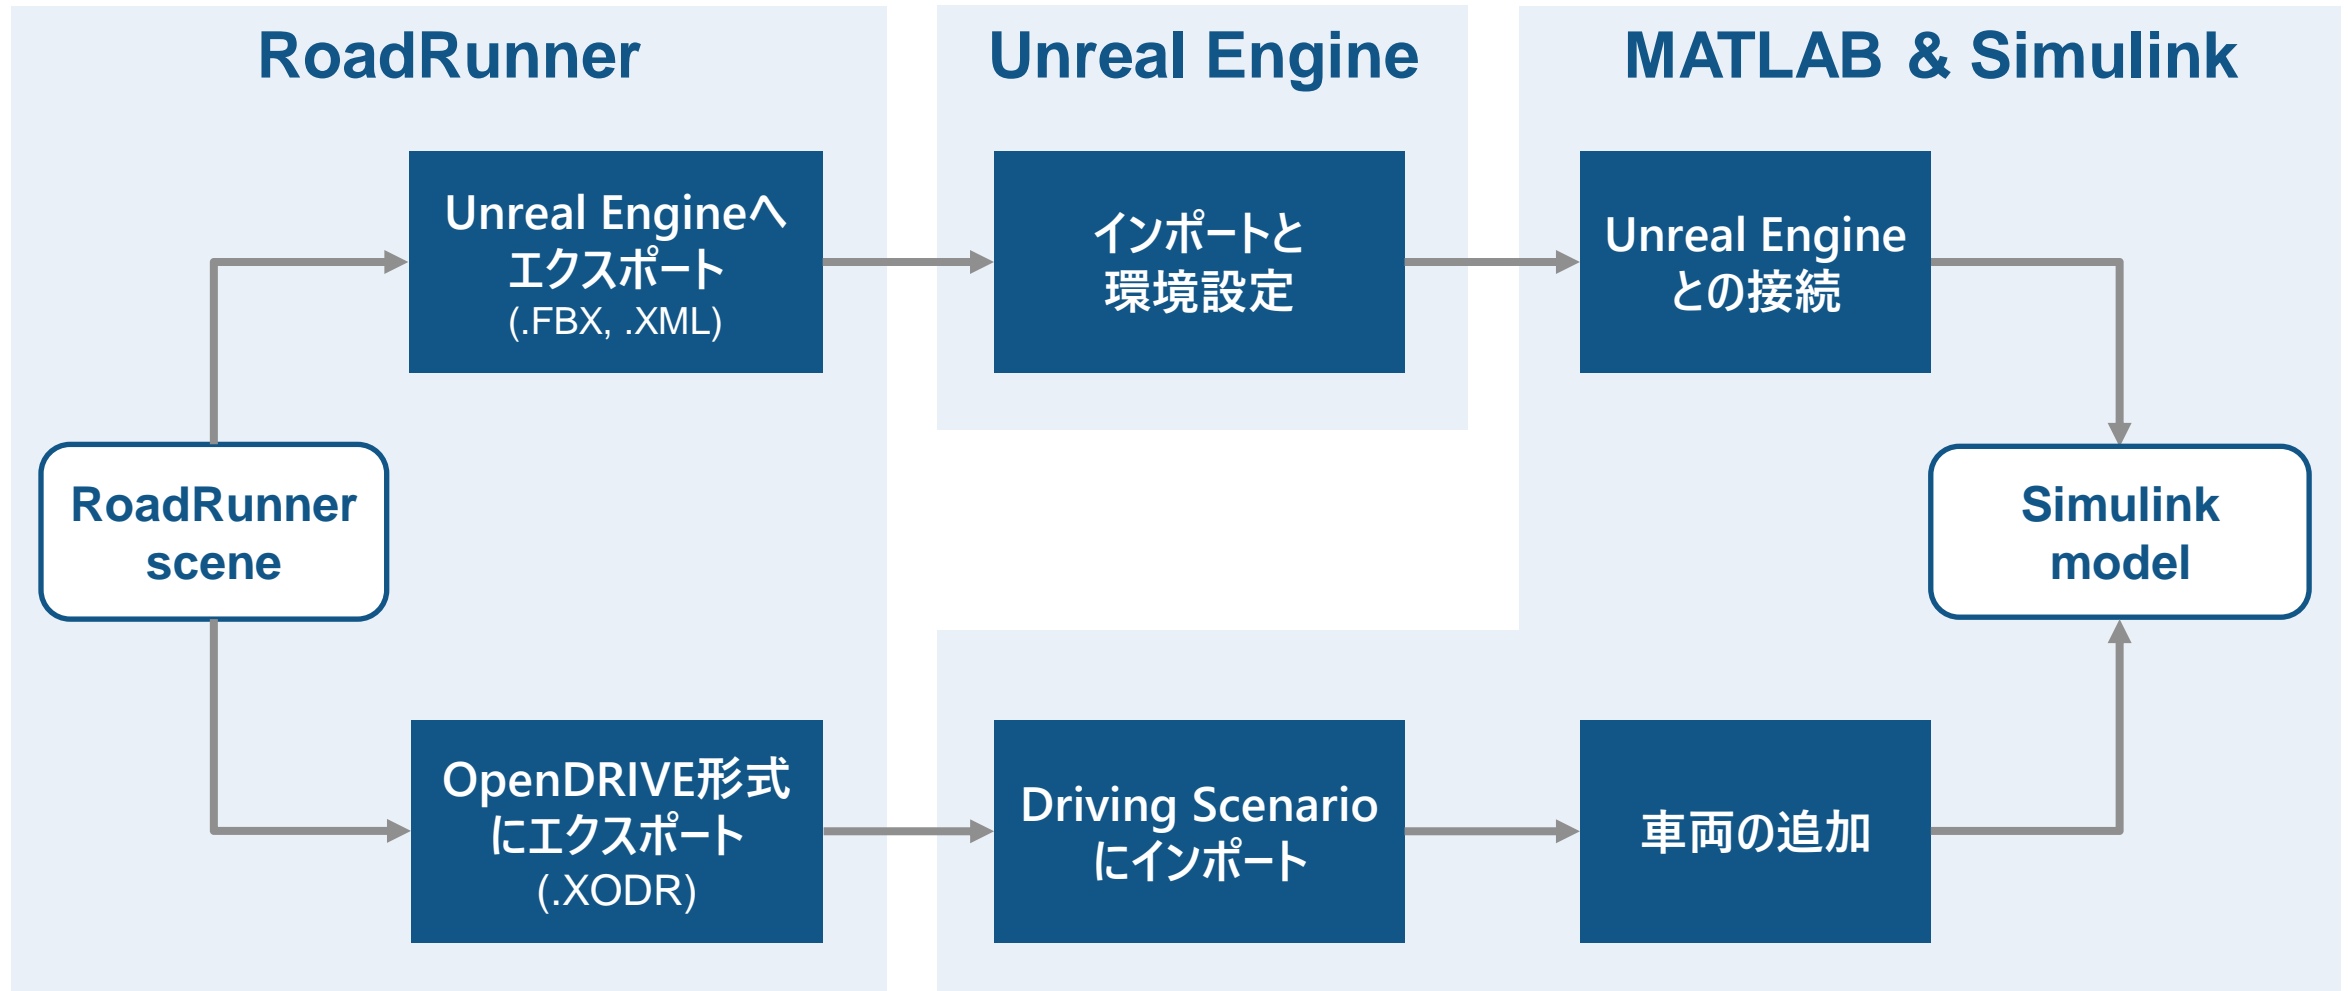 RoadRunner
Unreal Engine
MATLAB & Simulink
Unreal Engineへ
エクスポート
(.FBX, .XML)
インポートと
環境設定
Unreal Engine
との接続
RoadRunner
scene
Simulink
model
OpenDRIVE形式
にエクスポート
(.XODR)
Driving Scenario
にインポート
車両の追加